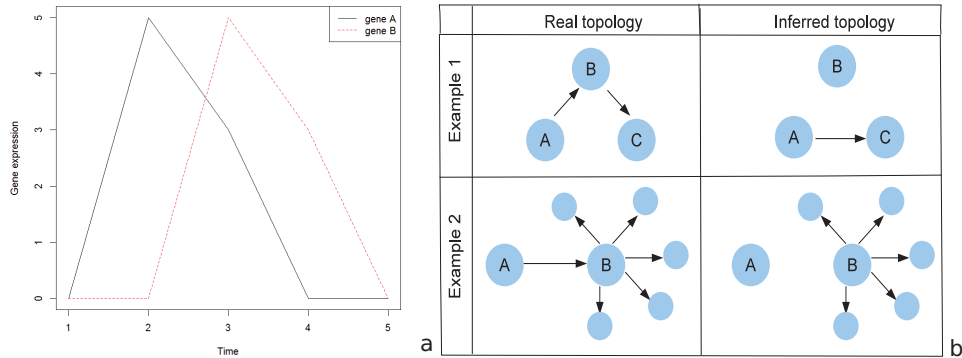 gene A
gene B
5
4
3
2
1
0
Gene expression
1 2 3 4 5
Time
a
Real topology Inferred topology
Example 1
B
A C
B
A C
Example 2
A B
A B
b